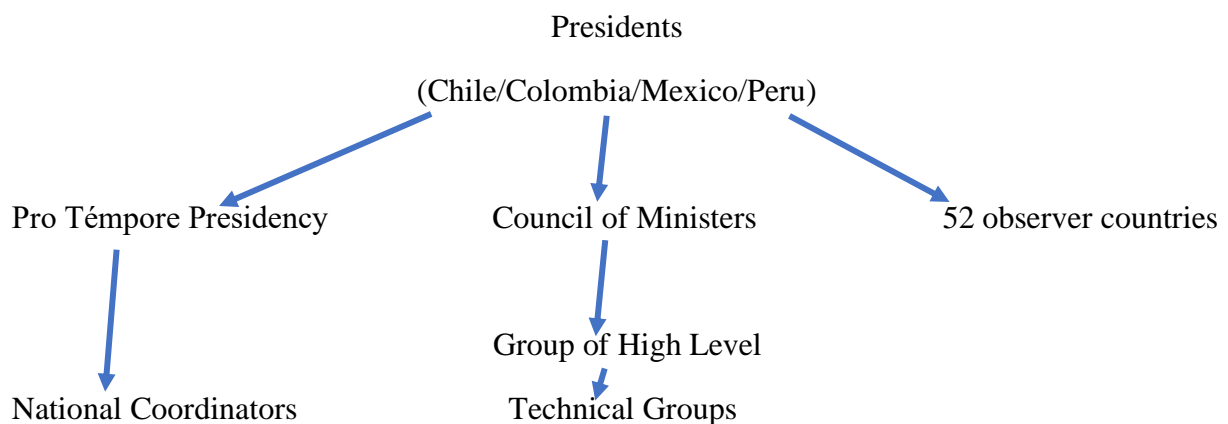 Presidents
(Chile/Colombia/Mexico/Peru)
Pro Témpore Presidency
Council of Ministers
52 observer countries
Group of High Level
National Coordinators
Technical Groups